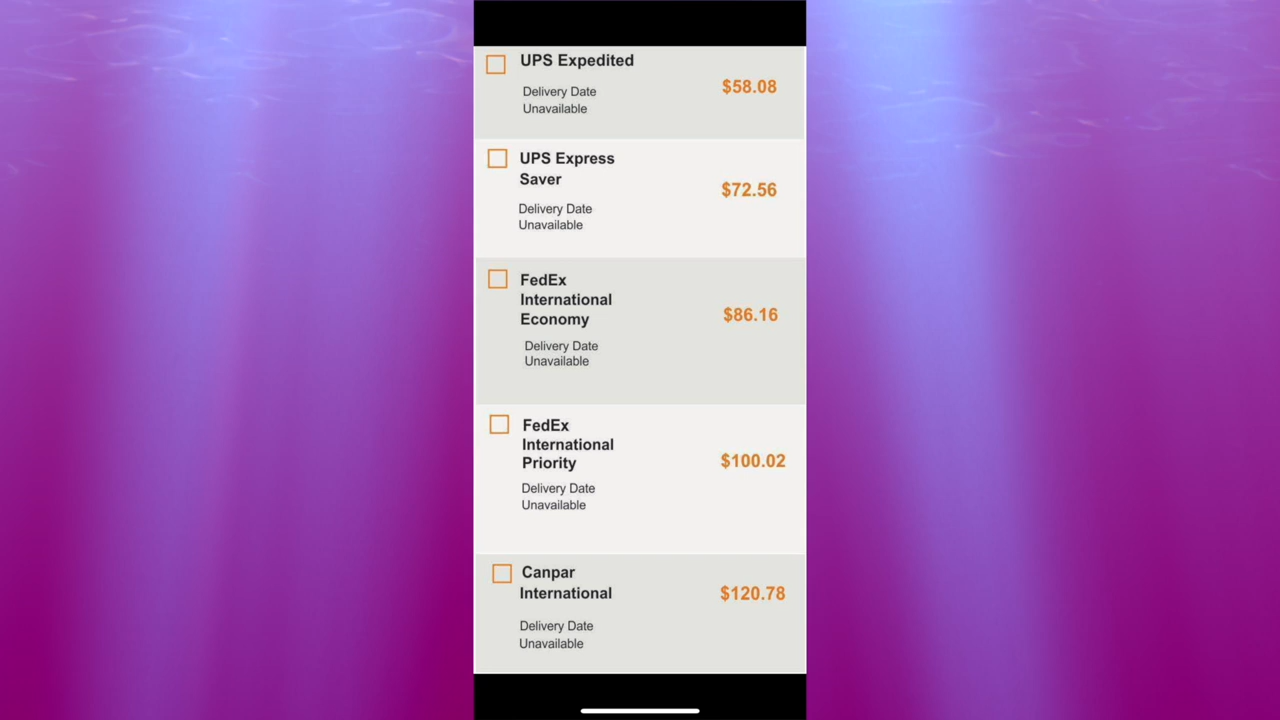 UPS Expedited
$58.08
Delivery Date
Unavailable
UPS Express
Saver
$72.56
Delivery Date
Unavailable
FedEx
International
Economy
$86.16
Delivery Date
Unavailable
FedEx
International
Priority
$100.02
Delivery Date
Unavailable
Canpar
International
$120.78
Delivery Date
Unavailable